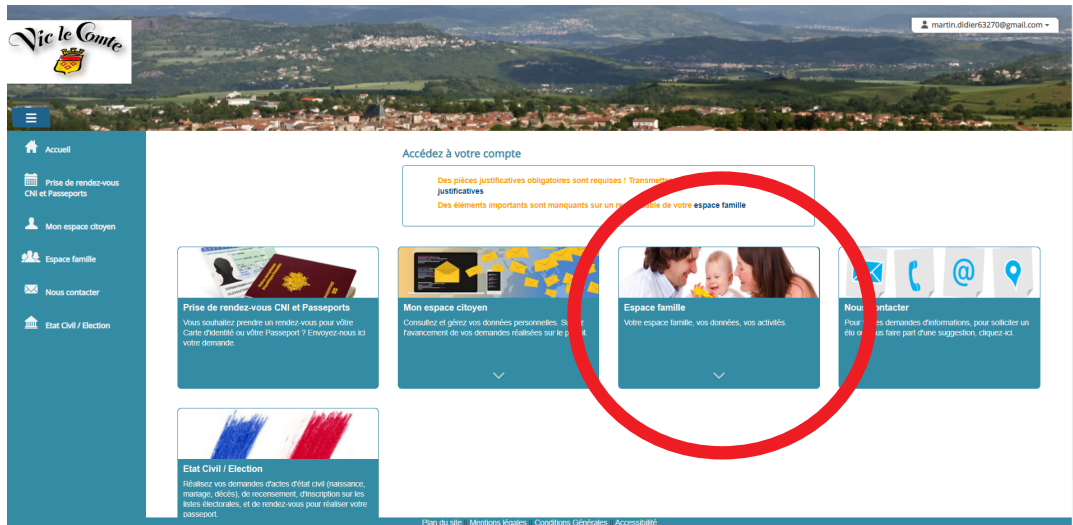 Vic le Comte
martin.didier63270@gmail.com
Accueil
Prise de rendez-vous
CNI et Passeports
Mon espace citoyen
Espace famille
Nous contacter
Etat Civil / Election
Accédez à votre compte
Des pièces justificatives obligatoires sont requises ! Transmettez
justificatives
Des éléments importants sont manquants sur un de votre espace famille
Prise de rendez-vous CNI et Passeports
Vous souhaitez prendre un rendez-vous pour vôtre
Carte d'identité ou vôtre Passeport ? Envoyez-nous ici
votre demande.
Mon espace citoyen
Consultez et gérez vos données personnelles.
l'avancement de vos demandes réalisées sur le
Espace famille
Votre espace famille, vos données, vos activités.
Nous contacter
Pour demandes d'informations, pour solliciter un
élu ou faire part d'une suggestion, cliquez-ici.
Etat Civil / Election
Réalisez vos demandes d'actes d'état civil (naissance,
mariage, décès), de recensement, d'inscription sur les
listes électorales, et de rendez-vous pour réaliser votre
passeport.
Plan du site | Mentions légales | Conditions Générales | Accessibilité